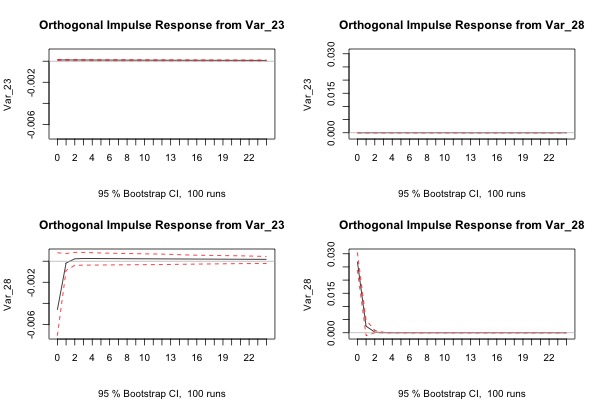 Orthogonal Impulse Response from Var_23
Var_23
-0.002
-0.006
0 2 4 6 8 10 13 16 19 22
95 % Bootstrap CI, 100 runs
Orthogonal Impulse Response from Var_28
Var_23
0.030
0.015
0.000
0 2 4 6 8 10 13 16 19 22
95 % Bootstrap CI, 100 runs
Orthogonal Impulse Response from Var_23
Var_28
-0.002
-0.006
0 2 4 6 8 10 13 16 19 22
95 % Bootstrap CI, 100 runs
Orthogonal Impulse Response from Var_28
Var_28
0.030
0.015
0.000
0 2 4 6 8 10 13 16 19 22
95 % Bootstrap CI, 100 runs